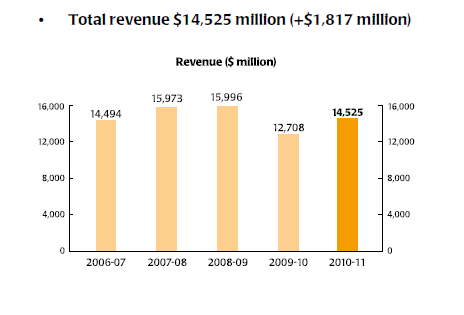 • Total revenue $14,525 million (+$1,817 million)
Revenue ($ million)
15,973 15,996
16,000 14,494 14,525 16,000
12,708
12,000 12,000
8,000 8,000
4,000 4,000
0 0
2006-07 2007-08 2008-09 2009-10 2010-11